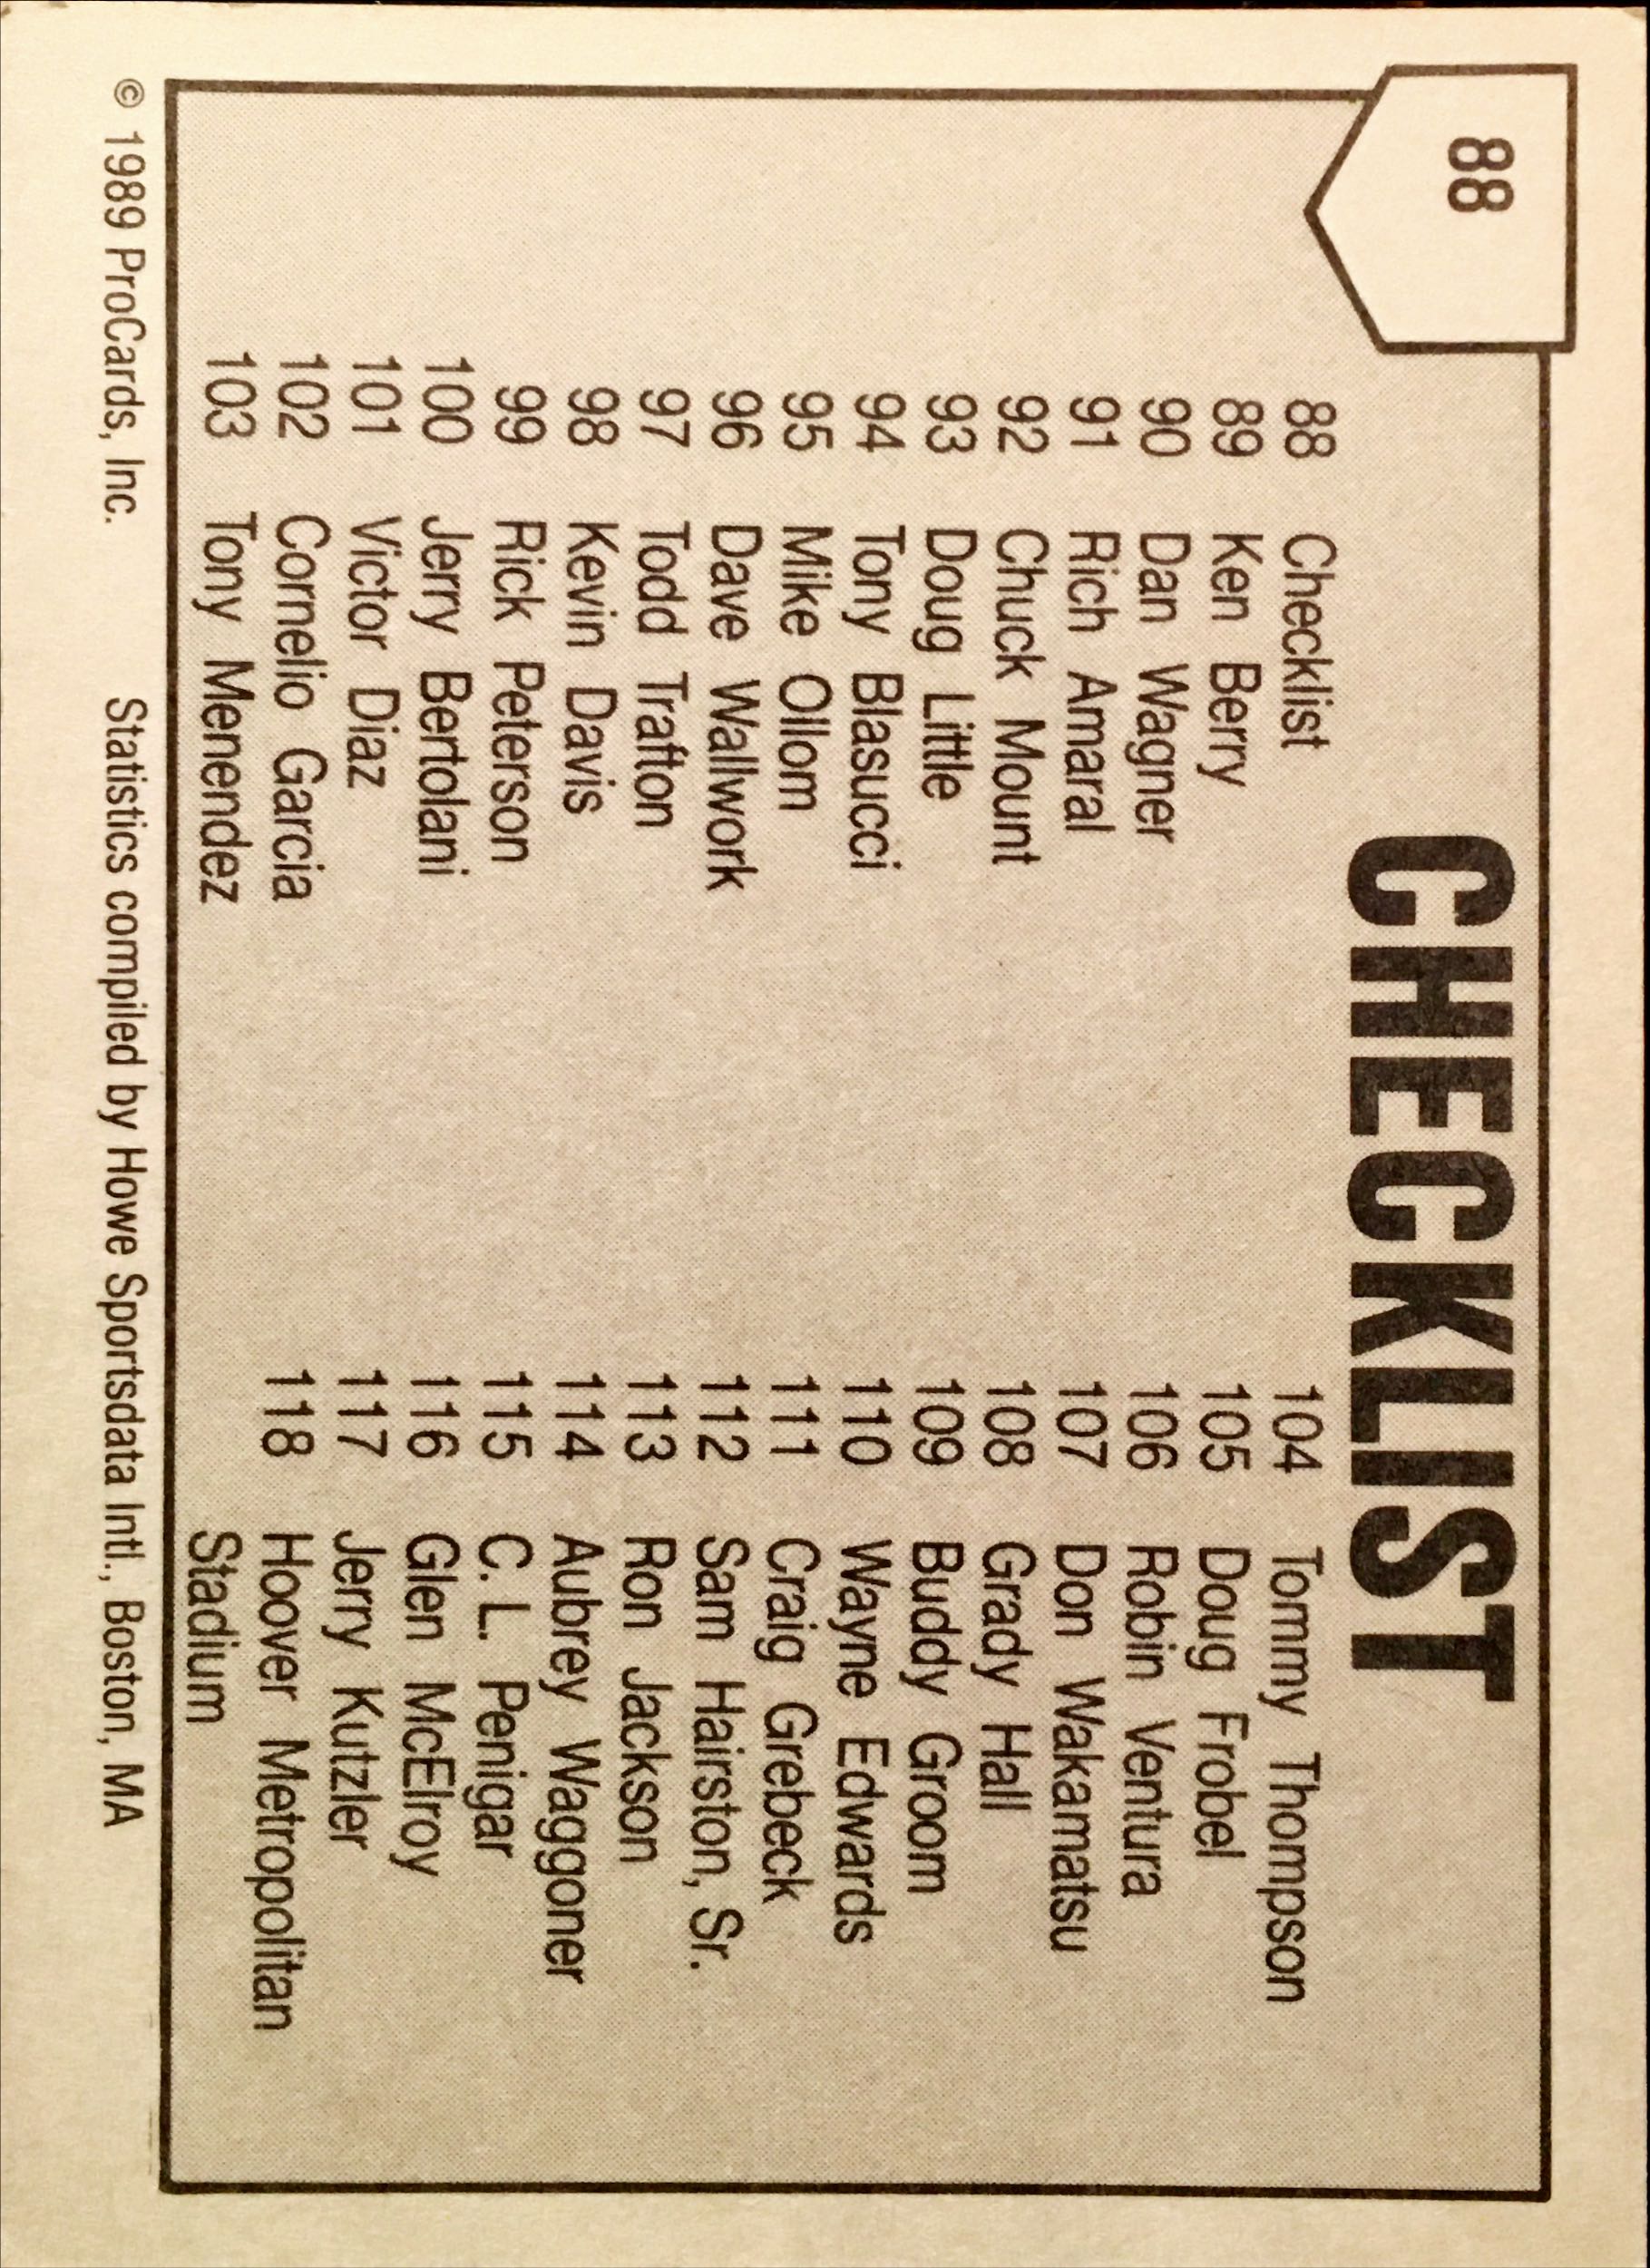 88
CHECKLIST
88 Checklist
89 Ken Berry
90 Dan Wagner
91 Rich Amaral
92 Chuck Mount
93 Doug Little
94 Tony Blasucci
95 Mike Ollom
96 Dave Wallwork
97 Todd Trafton
98 Kevin Davis
99 Rick Peterson
100 Jerry Bertolani
101 Victor Diaz
102 Cornelio Garcia
103 Tony Menendez
104 Tommy Thompson
105 Doug Frobel
106 Robin Ventura
107 Don Wakamatsu
108 Grady Hall
109 Buddy Groom
110 Wayne Edwards
111 Craig Grebeck
112 Sam Hairston, Sr.
113 Ron Jackson
114 Aubrey Waggoner
115 C. L. Penigar
116 Glen McElroy
117 Jerry Kutzler
118 Hoover Metropolitan
Stadium
© 1989 ProCards, Inc. Statistics compiled by Howe Sportsdata Intl., Boston, MA